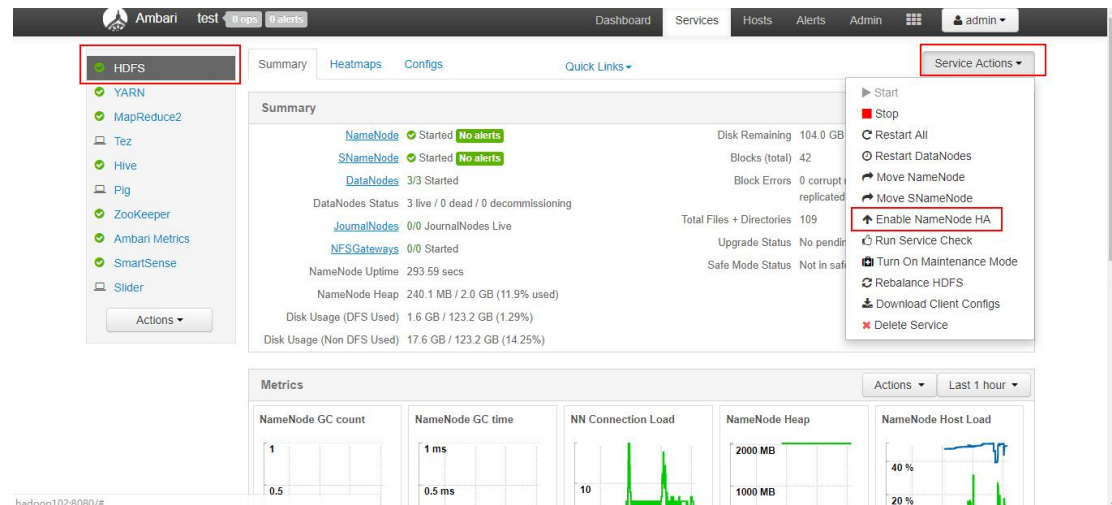 Ambari test 0 ops 0 alerts Dashboard Services Hosts Alerts Admin admin
HDFS
YARN
MapReduce2
Tez
Hive
Pig
ZooKeeper
Ambari Metrics
SmartSense
Slider
Actions
Summary Heatmaps Configs Quick Links Service Actions
Summary
NameNode Started No alerts
SNameNode Started No alerts
DataNodes 3/3 Started
DataNodes Status 3 live / 0 dead / 0 decommissioning
JournalNodes 0/0 JournalNodes Live
NFSGateways 0/0 Started
NameNode Uptime 293.59 secs
NameNode Heap 240.1 MB / 2.0 GB (11.9% used)
Disk Usage (DFS Used) 1.6 GB / 123.2 GB (1.29%)
Disk Usage (Non DFS Used) 17.6 GB / 123.2 GB (14.25%)
Disk Remaining 104.0 GB
Blocks (total) 42
Block Errors 0 corrupt
replicated
Total Files + Directories 109
Upgrade Status No pendin
Safe Mode Status Not in safe
Start
Stop
Restart All
Restart DataNodes
Move NameNode
Move SNameNode
Enable NameNode HA
Run Service Check
Turn On Maintenance Mode
Rebalance HDFS
Download Client Configs
Delete Service
Metrics Actions Last 1 hour
NameNode GC count
1
0.5
NameNode GC time
1 ms
0.5 ms
NN Connection Load
10
NameNode Heap
2000 MB
1000 MB
NameNode Host Load
40 %
20 %
hadoop102:8080/#